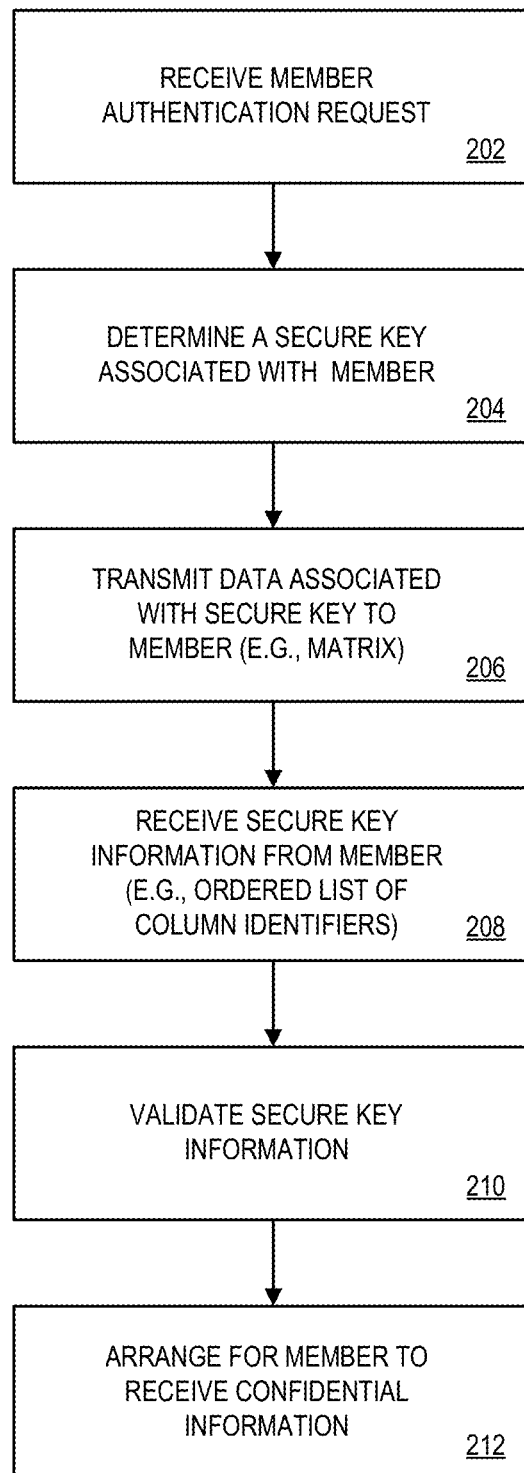 RECEIVE MEMBER
AUTHENTICATION REQUEST
202
DETERMINE A SECURE KEY
ASSOCIATED WITH MEMBER
204
TRANSMIT DATA ASSOCIATED
WITH SECURE KEY TO
MEMBER (E.G., MATRIX)
206
RECEIVE SECURE KEY
INFORMATION FROM MEMBER
(E.G., ORDERED LIST OF
COLUMN IDENTIFIERS)
208
VALIDATE SECURE KEY
INFORMATION
210
ARRANGE FOR MEMBER TO
RECEIVE CONFIDENTIAL
INFORMATION
212